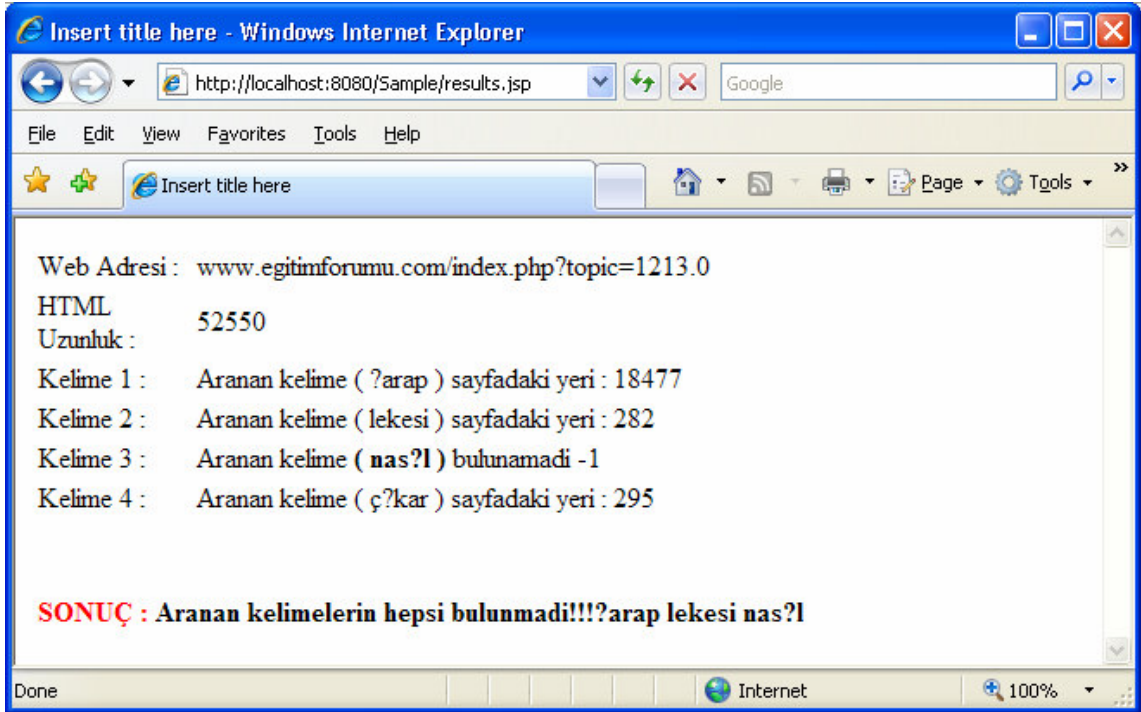 Insert title here - Windows Internet Explorer
http://localhost:8080/Sample/results.jsp
Google
File Edit View Favorites Tools Help
Insert title here
Page Tools »
Web Adresi : www.egitimforumu.com/index.php?topic=1213.0
HTML
Uzunluk : 52550
Kelime 1 : Aranan kelime ( ?arap ) sayfadaki yeri : 18477
Kelime 2 : Aranan kelime ( lekesi ) sayfadaki yeri : 282
Kelime 3 : Aranan kelime ( nas?l ) bulunamadi -1
Kelime 4 : Aranan kelime ( ç?kar ) sayfadaki yeri : 295
SONUÇ : Aranan kelimelerin hepsi bulunmadi!!!?arap lekesi nas?l
Done Internet 100%